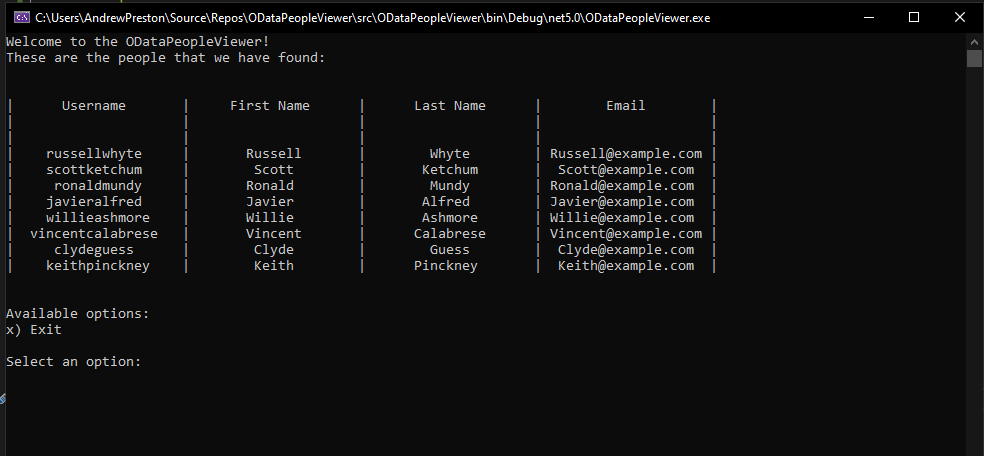 C:\Users\AndrewPreston\Source\Repos\ODataPeopleViewer\src\ODataPeopleViewer\bin\Debug\net5.0\ODataPeopleViewer.exe
Welcome to the ODataPeopleViewer!
These are the people that we have found:
| Username | First Name | Last Name | Email |
| | | | |
| | | | |
| russellwhyte | Russell | Whyte | Russell@example.com |
| scottketchum | Scott | Ketchum | Scott@example.com |
| ronaldmundy | Ronald | Mundy | Ronald@example.com |
| javieralfred | Javier | Alfred | Javier@example.com |
| willieashmore | Willie | Ashmore | Willie@example.com |
| vincentcalabrese | Vincent | Calabrese | Vincent@example.com |
| clydeguess | Clyde | Guess | Clyde@example.com |
| keithpinckney | Keith | Pinckney | Keith@example.com |
Available options:
x) Exit
Select an option: